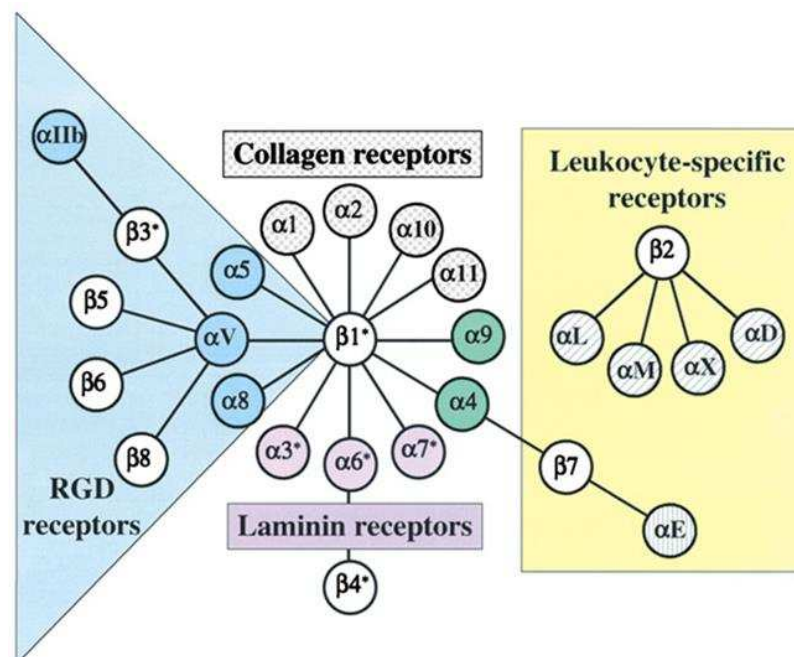 αIIb
Collagen receptors
Leukocyte-specific
receptors
α1
α2
α10
α11
β3*
β2
α5
β5
αV
β1*
α9
αL
αM
αX
αD
β6
α8
α4
β8
α3*
α6*
α7*
β7
RGD
receptors
Laminin receptors
αE
β4*